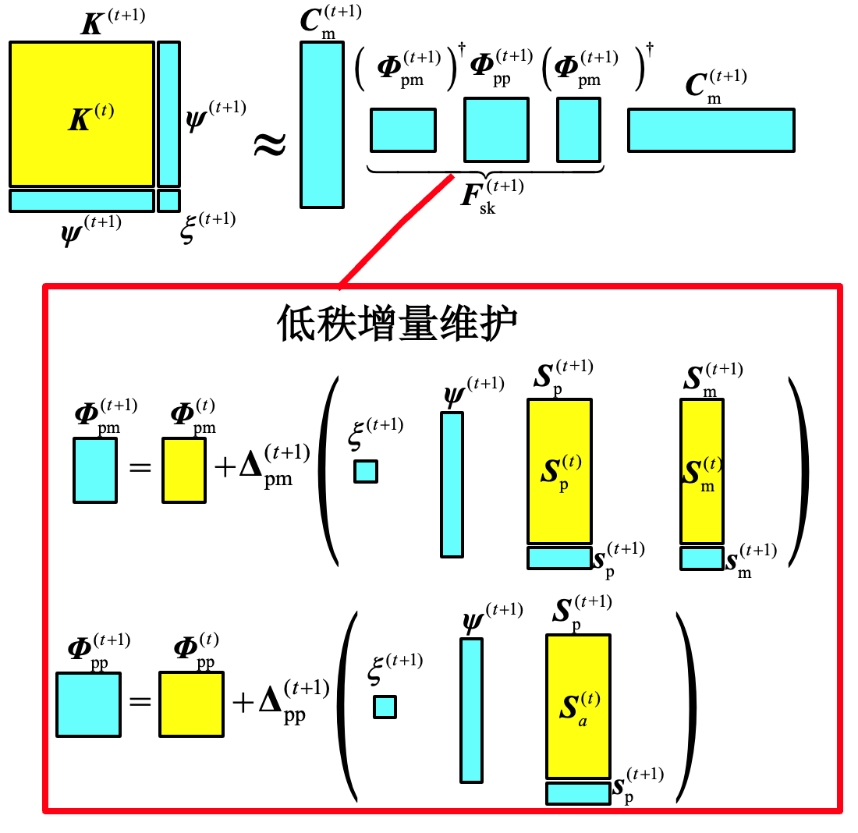 K^(t+1)
K^(t)
ψ^(t+1)
ψ^(t+1)
ξ^(t+1)
≈
C_m^(t+1)
(Φ_pm^(t+1))^† Φ_pp^(t+1) (Φ_pm^(t+1))^†
C_m^(t+1)
F_sk^(t+1)
低秩增量维护
Φ_pm^(t+1) = Φ_pm^(t) + Δ_pm^(t+1) ( ξ^(t+1) ψ^(t+1) S_p^(t+1) S_m^(t+1) )
S_p^(t) S_m^(t)
s_p^(t+1) s_m^(t+1)
Φ_pp^(t+1) = Φ_pp^(t) + Δ_pp^(t+1) ( ξ^(t+1) ψ^(t+1) S_p^(t+1) )
S_a^(t)
s_p^(t+1)